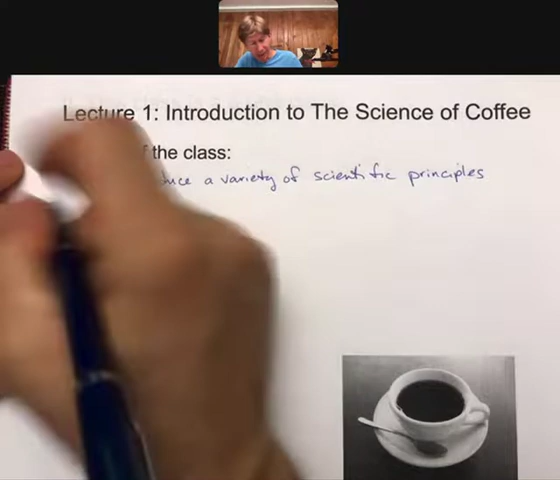 Lecture 1: Introduction to The Science of Coffee
the class:
a variety of scientific principles